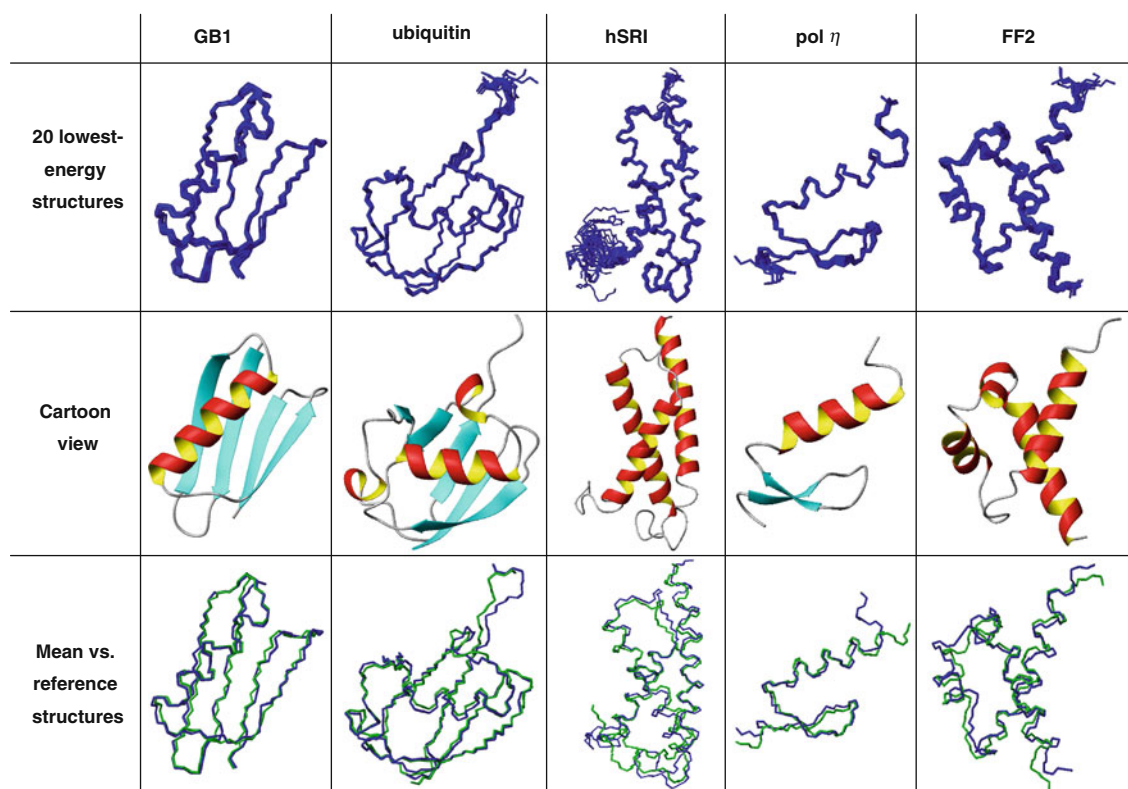 GB1
ubiquitin
hSRI
pol η
FF2
20 lowest-
energy
structures
Cartoon
view
Mean vs.
reference
structures